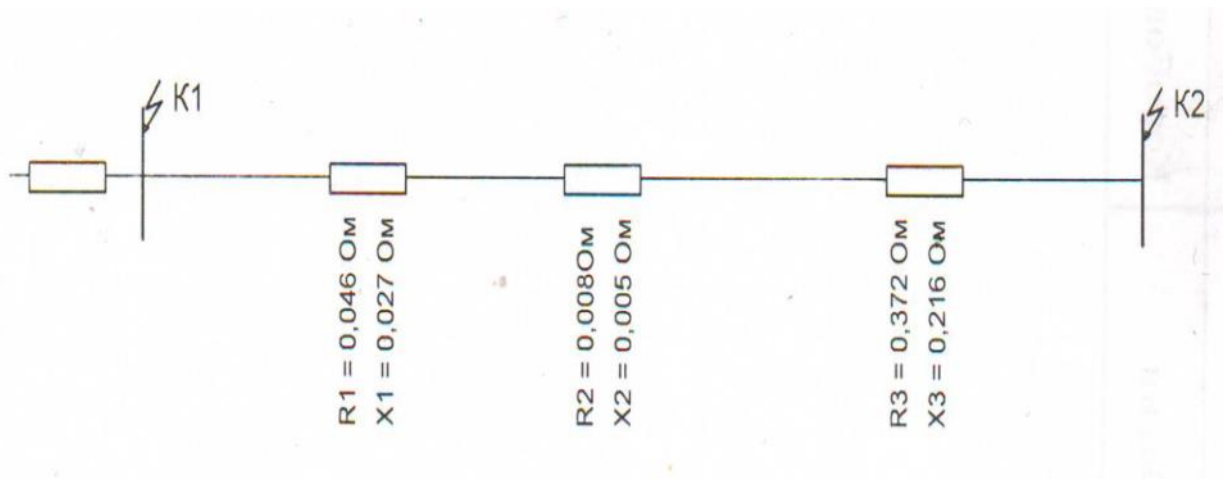 K1
K2
R1 = 0,046 Ом
X1 = 0,027 Ом
R2 = 0,008Ом
X2 = 0,005 Ом
R3 = 0,372 Ом
X3 = 0,216 Ом